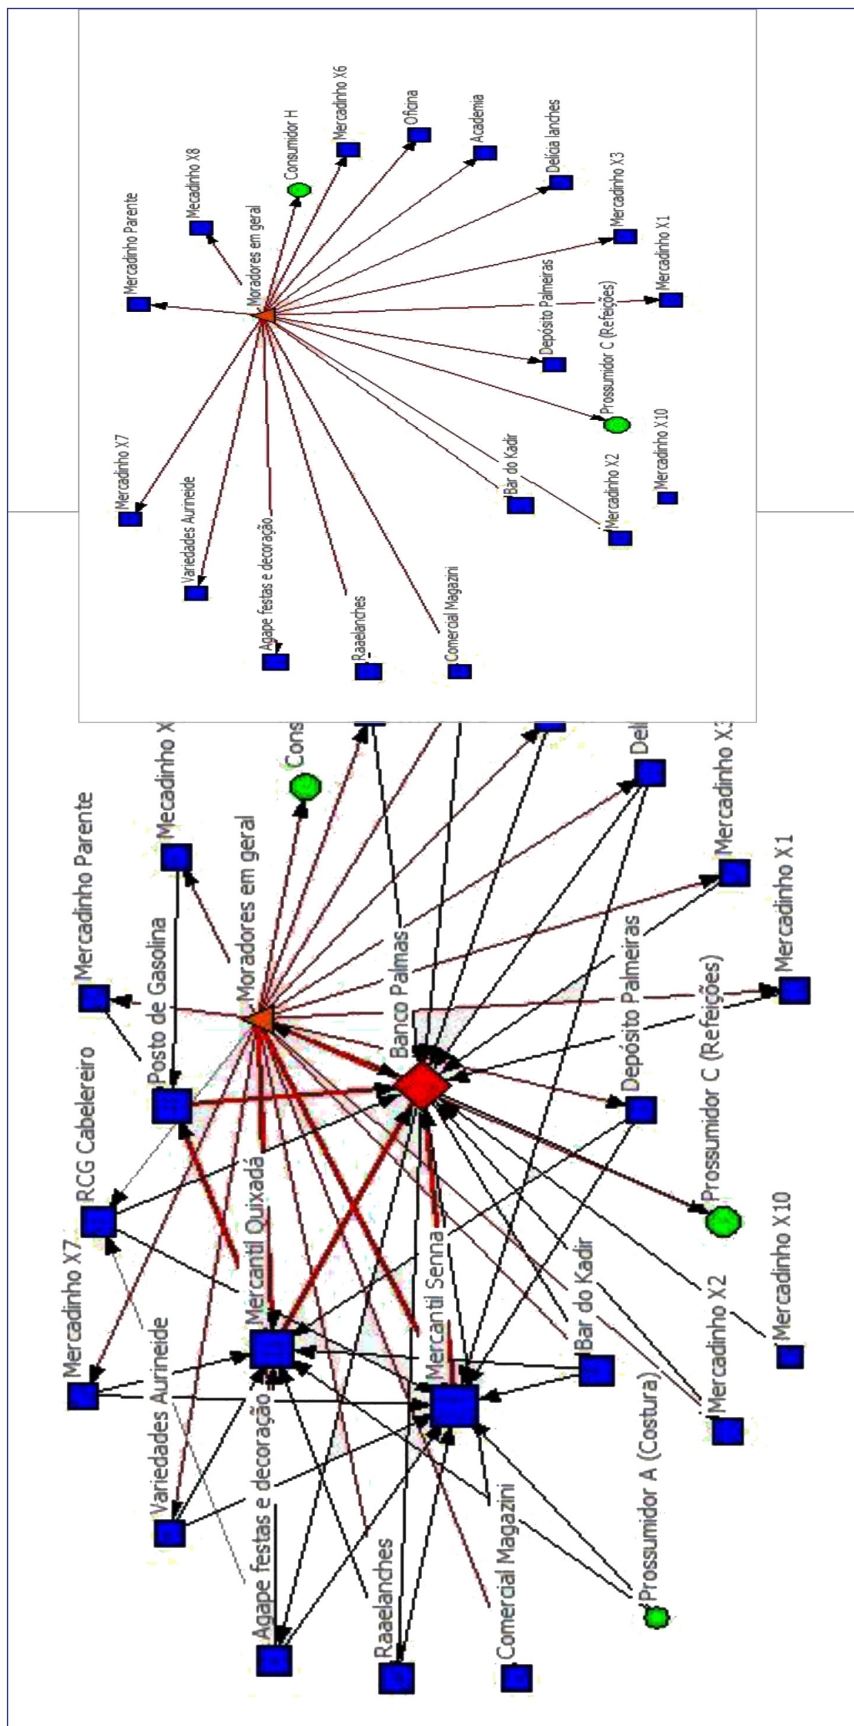 Mercadinho Parente
Mecadinho X8
Moradores em geral
Consumidor H
Mercadinho X6
Oficina
Academia
Delícia lanches
Mercadinho X3
Mercadinho X1
Depósito Palmeiras
Prossumidor C (Refeições)
Mercadinho X10
Mercadinho X2
Bar do Kadir
Mercadinho X7
Variedades Aurineide
Agape festas e decoração
Raaelanches
Comercial Magazini
Mercadinho Parente
Mecadinho X
Posto de Gasolina
Moradores em geral
Cons
RCG Cabelereiro
Banco Palmas
Deli
Mercadinho X3
Mercadinho X1
Depósito Palmeiras
Prossumidor C (Refeições)
Mercadinho X10
Mercadinho X2
Bar do Kadir
Mercantil Quixadá
Mercantil Senna
Mercadinho X7
Variedades Aurineide
Agape festas e decoração
Raaelanches
Comercial Magazini
Prossumidor A (Costura)